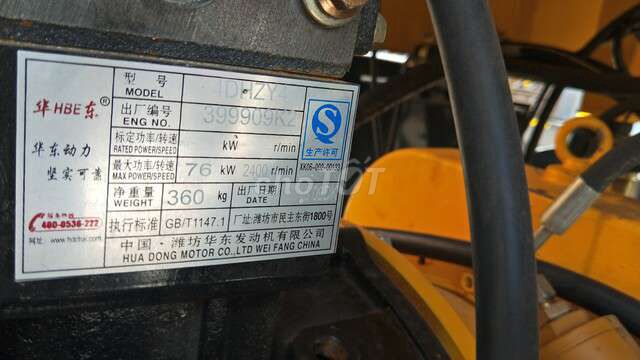 华HBE东®
华东动力
坚实可靠
400-0536-222
型号
MODEL
出厂编号
ENG NO.
399909K2
标定功率/转速
RATED POWER/SPEED
kW
r/min
最大功率/转速
MAX POWER/SPEED
76 kW 2400 r/min
净重量
WEIGHT
360 kg
出厂日期
DATE
执行标准 GB/T1147.1
厂址:潍坊市民主东街1800号
中国·潍坊华东发动机有限公司
HUA DONG MOTOR CO.,LTD WEI FANG CHINA
生产许可